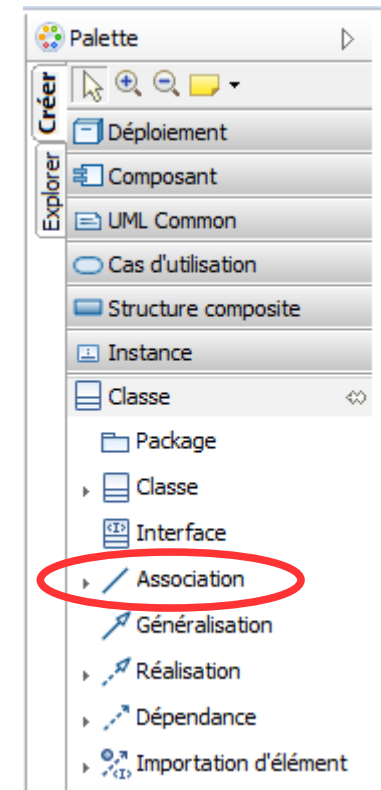 Palette
Créer
Explorer
Déploiement
Composant
UML Common
Cas d'utilisation
Structure composite
Instance
Classe
Package
Classe
<I>
Interface
Association
Généralisation
Réalisation
Dépendance
<I>
Importation d'élément